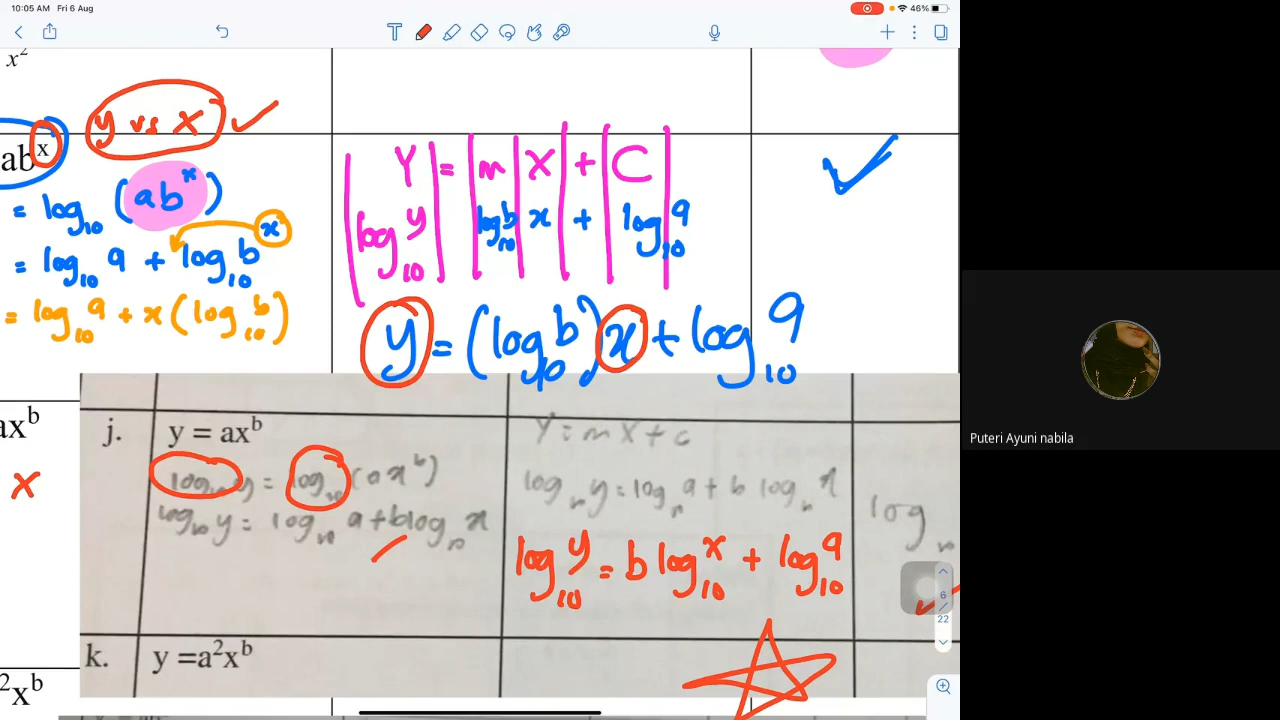 10:05 AM Fri 6 Aug
46%
T
x²
y vs X ✓
abˣ
= log₁₀ (abˣ)
= log₁₀ a + log₁₀ bˣ
= log₁₀ a + x (log₁₀ b)
Y = m X + C
log₁₀ y log₁₀ b x + log₁₀ a
y = (log₁₀ b) x + log₁₀ a
axᵇ
x
j. y = axᵇ
log₁₀ y = log₁₀ (axᵇ)
log₁₀ y = log₁₀ a + b log₁₀ x
Y = m X + c
log₁₀ y = log₁₀ a + b log₁₀ x
log
log₁₀ y = b log₁₀ x + log₁₀ a
k. y =a²xᵇ
²xᵇ
6
/
22
Puteri Ayuni nabila